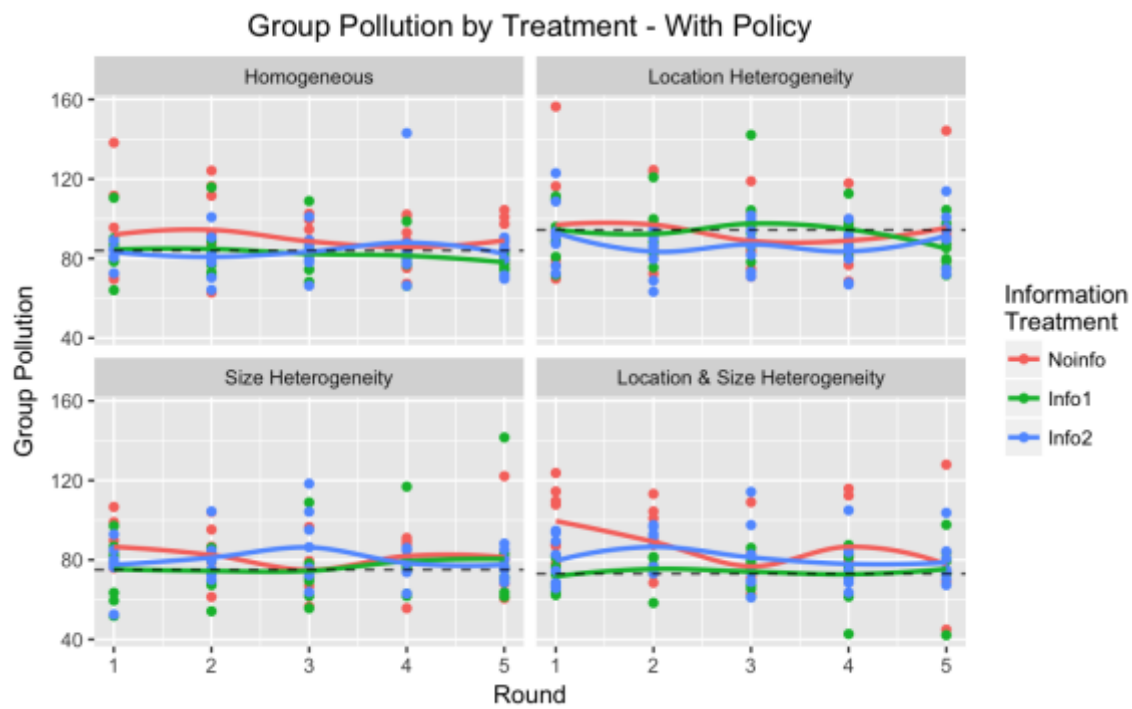 Group Pollution by Treatment - With Policy
Homogeneous
Location Heterogeneity
160
120
80
40
Size Heterogeneity
Location & Size Heterogeneity
160
120
80
40
1 2 3 4 5
1 2 3 4 5
Round
Group Pollution
Information
Treatment
Noinfo
Info1
Info2